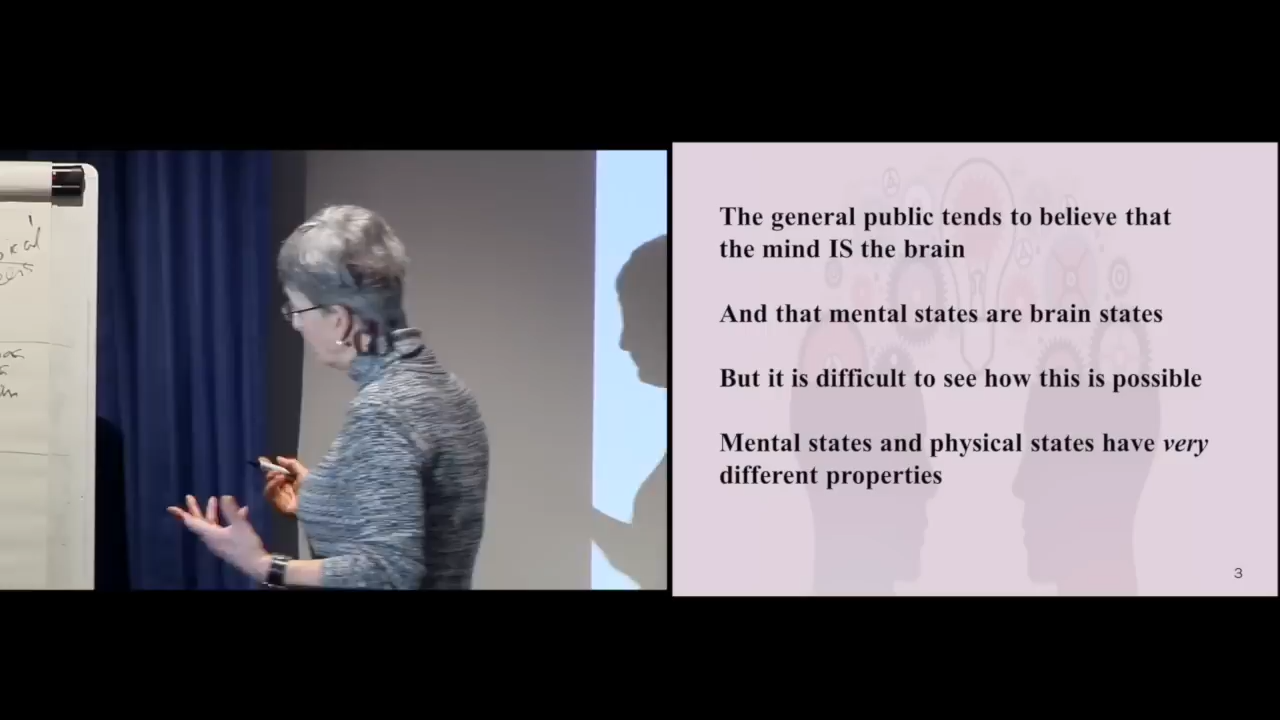 The general public tends to believe that
the mind IS the brain
And that mental states are brain states
But it is difficult to see how this is possible
Mental states and physical states have very
different properties
3